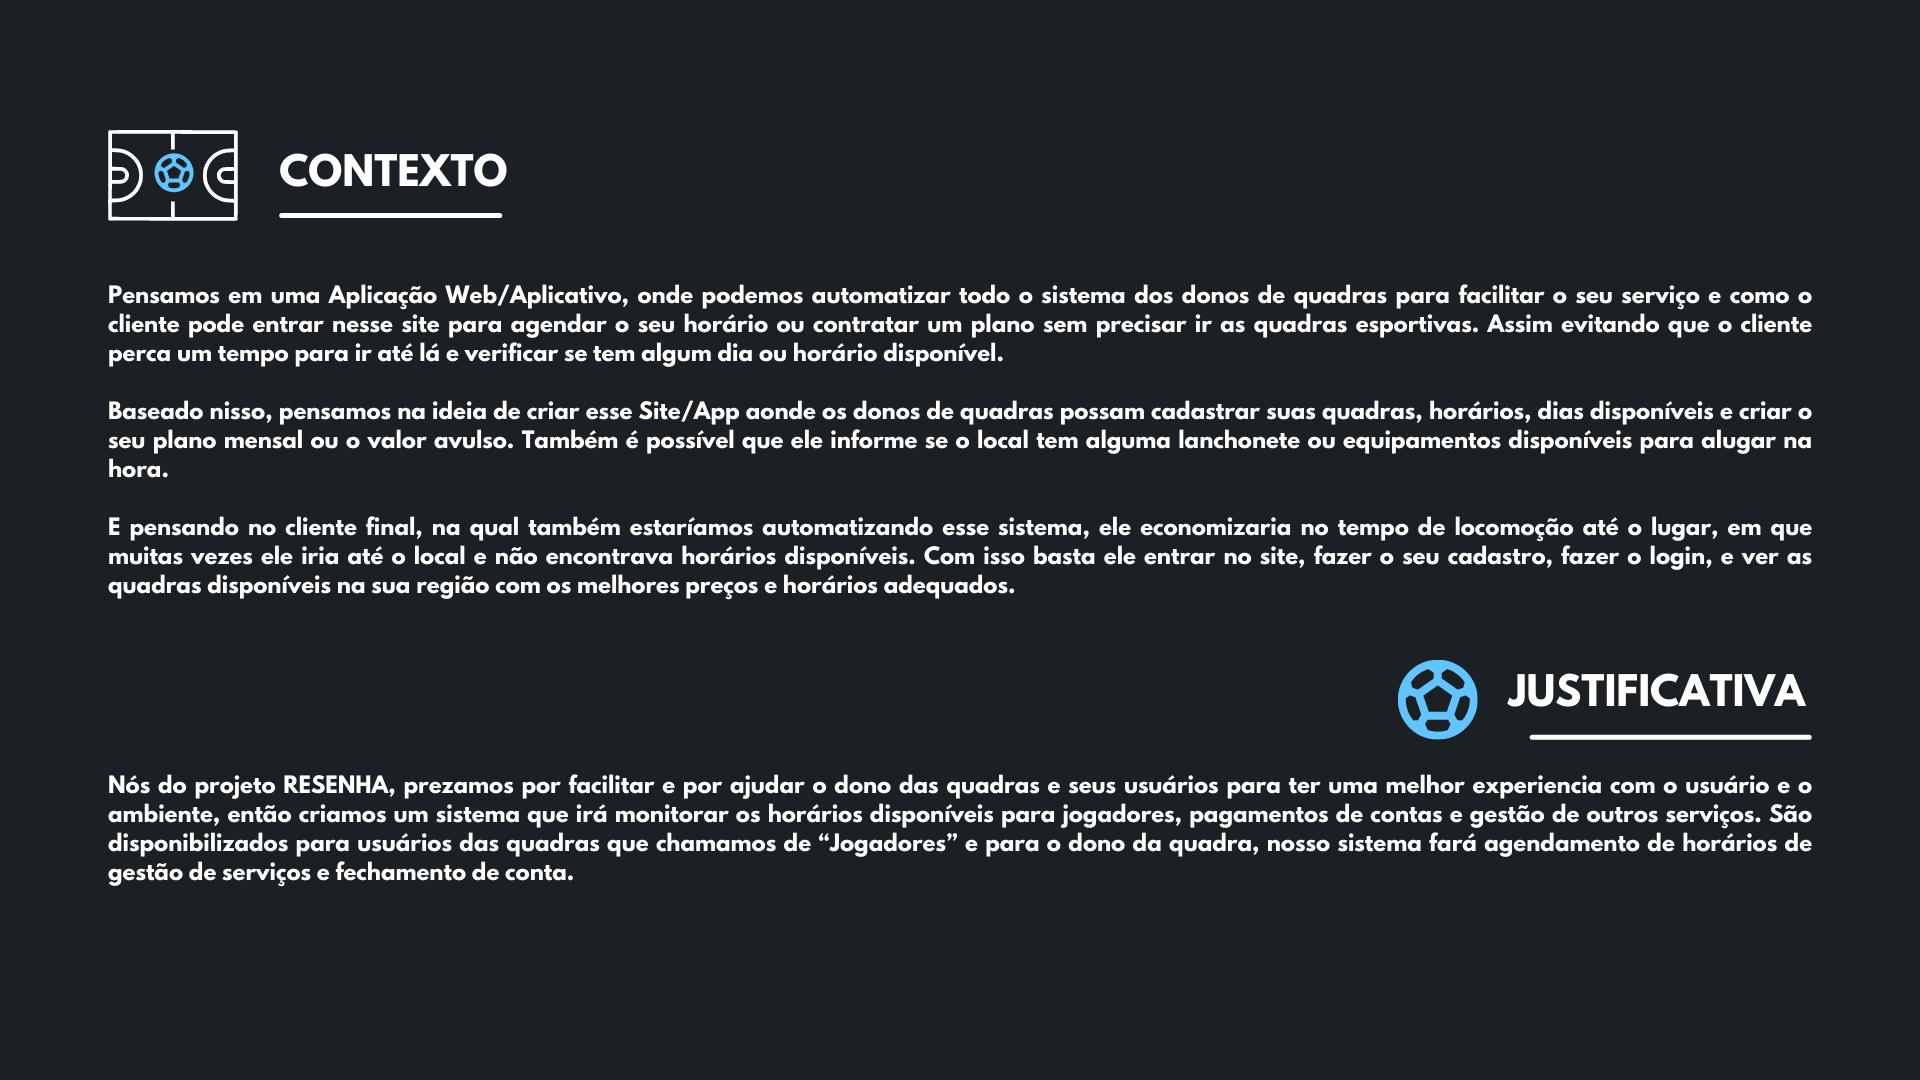 CONTEXTO
Pensamos em uma Aplicação Web/Aplicativo, onde podemos automatizar todo o sistema dos donos de quadras para facilitar o seu serviço e como o
cliente pode entrar nesse site para agendar o seu horário ou contratar um plano sem precisar ir as quadras esportivas. Assim evitando que o cliente
perca um tempo para ir até lá e verificar se tem algum dia ou horário disponível.
Baseado nisso, pensamos na ideia de criar esse Site/App aonde os donos de quadras possam cadastrar suas quadras, horários, dias disponíveis e criar o
seu plano mensal ou o valor avulso. Também é possível que ele informe se o local tem alguma lanchonete ou equipamentos disponíveis para alugar na
hora.
E pensando no cliente final, na qual também estaríamos automatizando esse sistema, ele economizaria no tempo de locomoção até o lugar, em que
muitas vezes ele iria até o local e não encontrava horários disponíveis. Com isso basta ele entrar no site, fazer o seu cadastro, fazer o login, e ver as
quadras disponíveis na sua região com os melhores preços e horários adequados.
JUSTIFICATIVA
Nós do projeto RESENHA, prezamos por facilitar e por ajudar o dono das quadras e seus usuários para ter uma melhor experiencia com o usuário e o
ambiente, então criamos um sistema que irá monitorar os horários disponíveis para jogadores, pagamentos de contas e gestão de outros serviços. São
disponibilizados para usuários das quadras que chamamos de “Jogadores” e para o dono da quadra, nosso sistema fará agendamento de horários de
gestão de serviços e fechamento de conta.